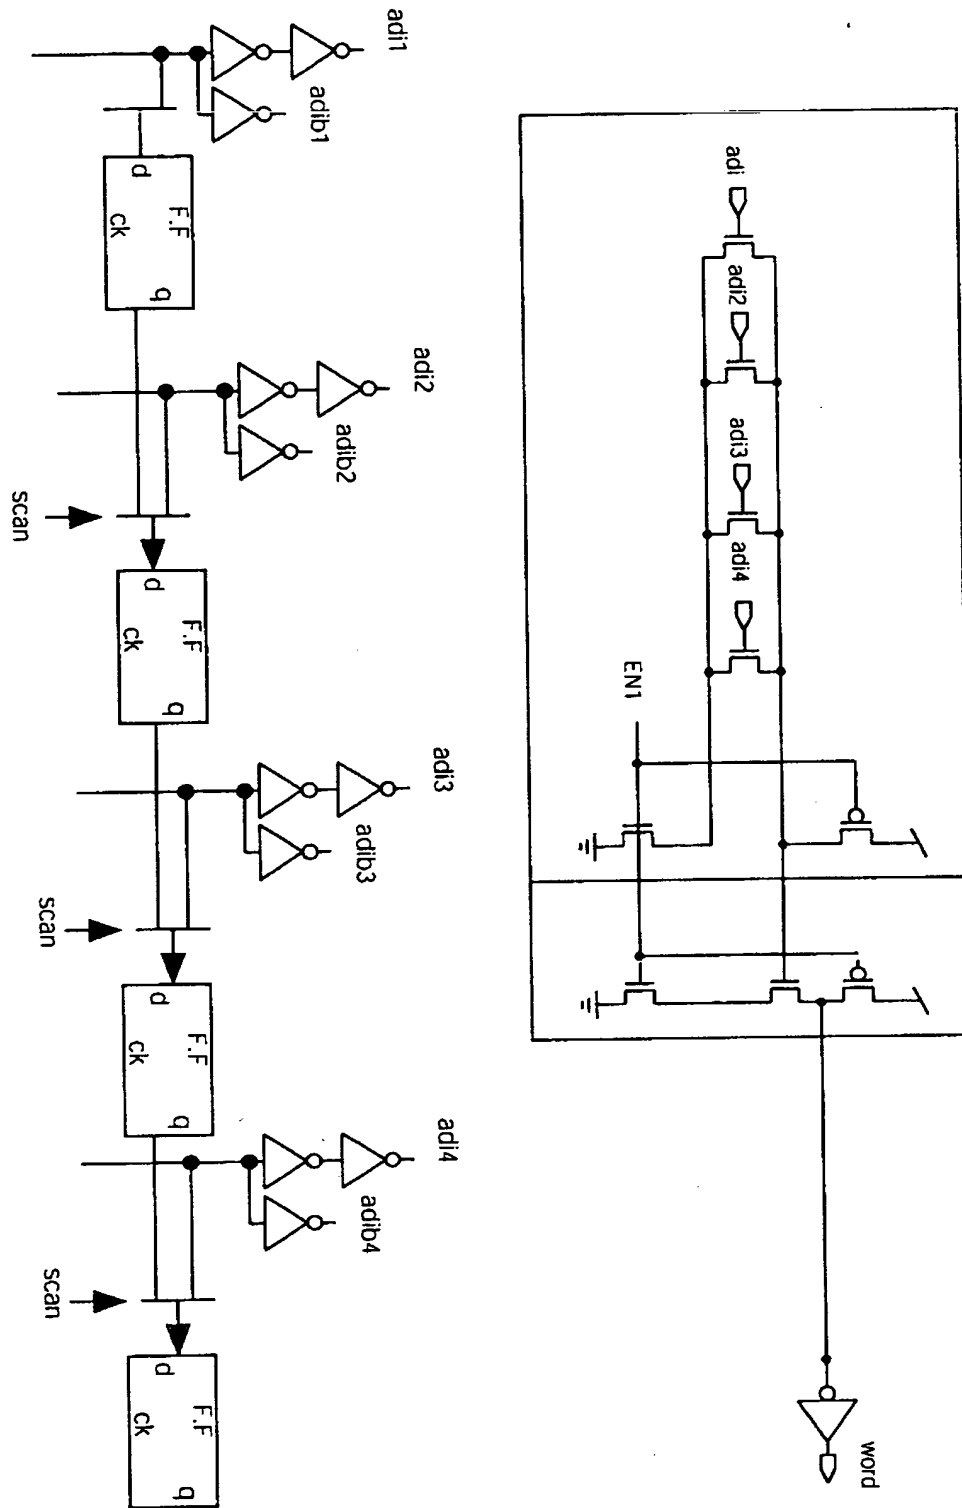 adi1
adib1
d
F.F
ck
q
adi2
adib2
scan
d
F.F
ck
q
adi3
adib3
scan
d
F.F
ck
q
adi4
adib4
scan
d
F.F
ck
q
adi
adi2
adi3
adi4
EN1
word